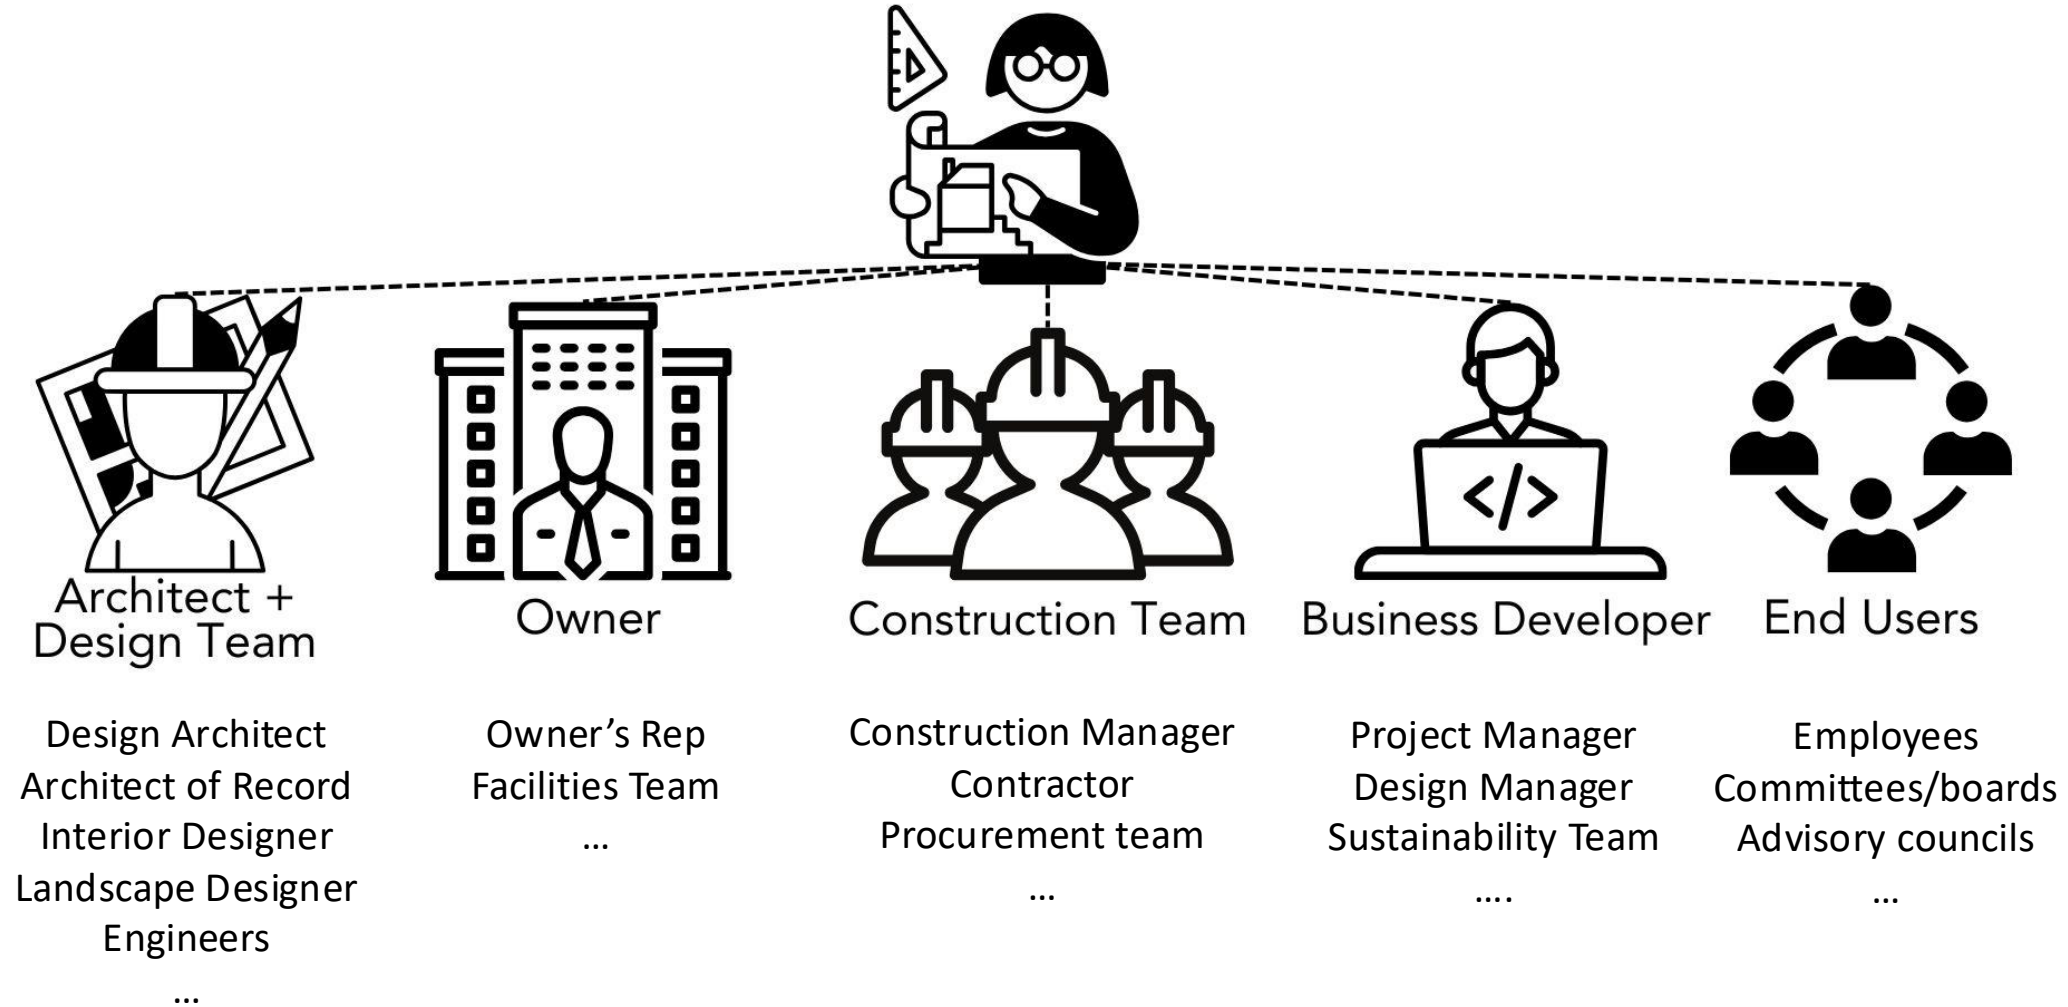 Architect +
Design Team
Owner
Construction Team
Business Developer
End Users
Design Architect
Architect of Record
Interior Designer
Landscape Designer
Engineers
...
Owner’s Rep
Facilities Team
...
Construction Manager
Contractor
Procurement team
...
Project Manager
Design Manager
Sustainability Team
....
Employees
Committees/boards
Advisory councils
...